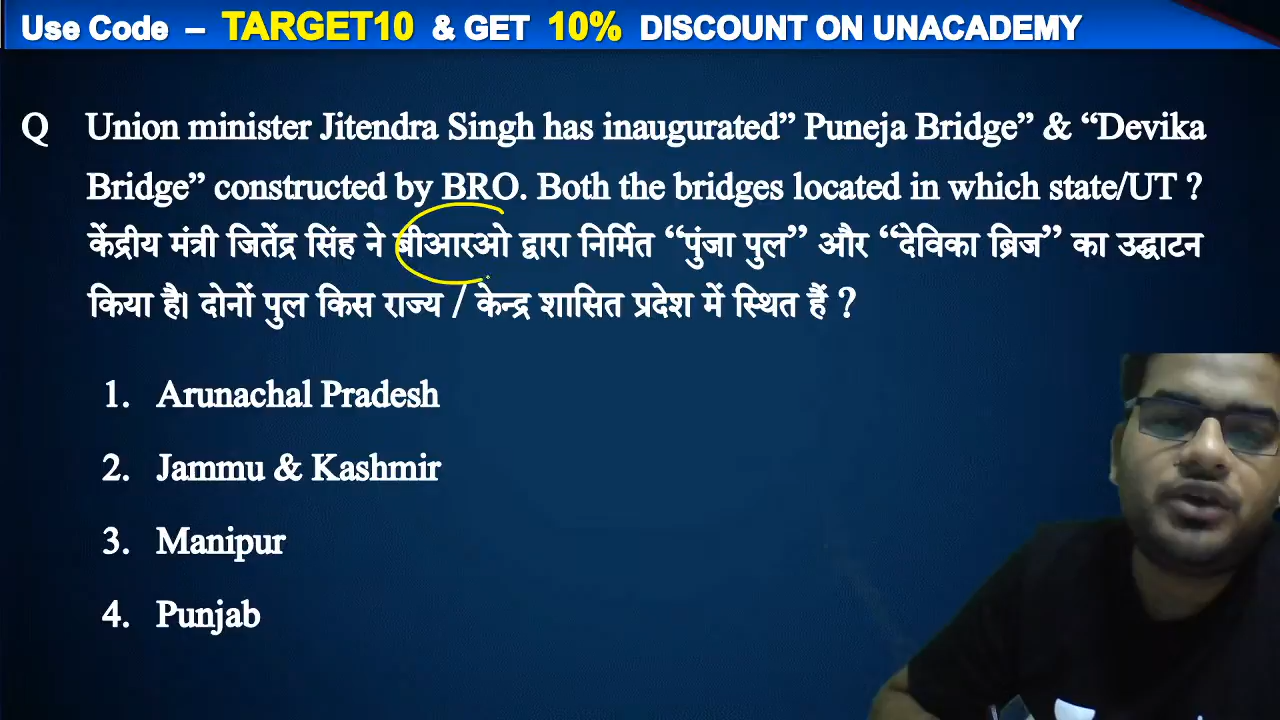 Use Code – TARGET10 & GET 10% DISCOUNT ON UNACADEMY
Q Union minister Jitendra Singh has inaugurated” Puneja Bridge” & “Devika
Bridge” constructed by BRO. Both the bridges located in which state/UT ?
केंद्रीय मंत्री जितेंद्र सिंह ने बीआरओ द्वारा निर्मित “पुंजा पुल” और “देविका ब्रिज” का उद्घाटन
किया है। दोनों पुल किस राज्य / केन्द्र शासित प्रदेश में स्थित हैं ?
1. Arunachal Pradesh
2. Jammu & Kashmir
3. Manipur
4. Punjab